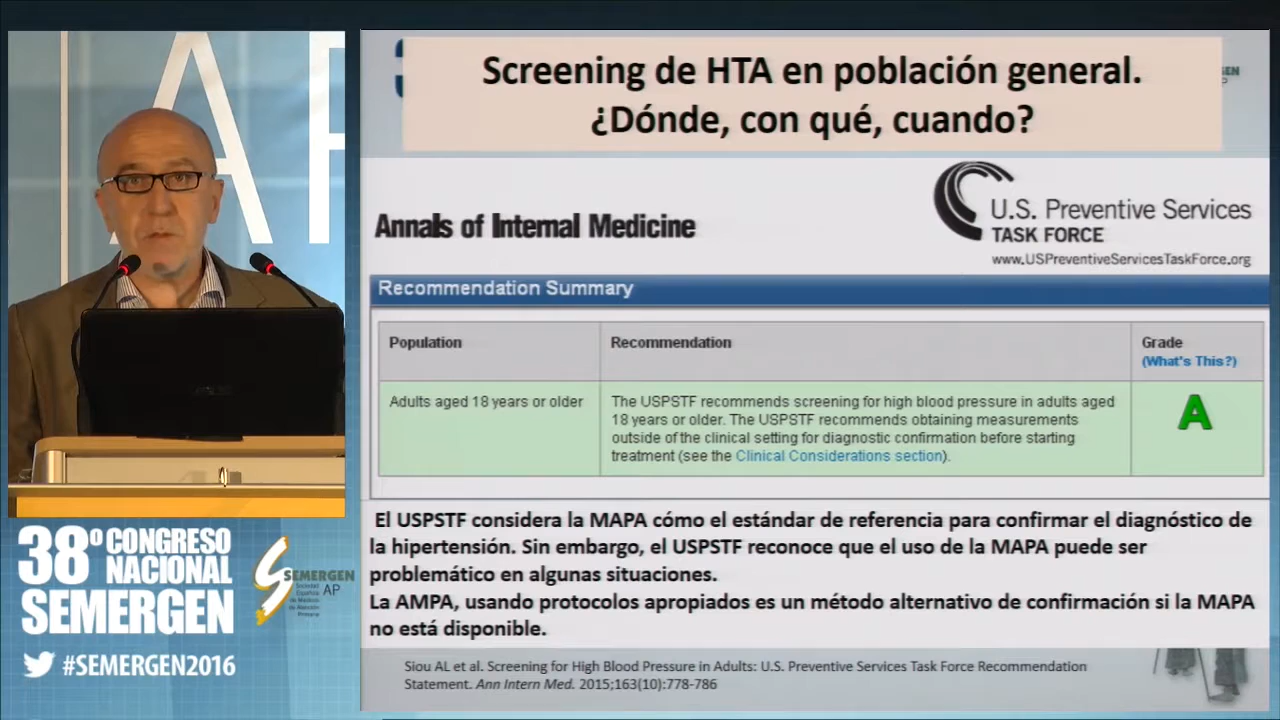 Screening de HTA en población general.
¿Dónde, con qué, cuando?
Annals of Internal Medicine
U.S. Preventive Services
TASK FORCE
www.USPreventiveServicesTaskForce.org
Recommendation Summary
Population
Recommendation
Grade
(What's This?)
Adults aged 18 years or older
The USPSTF recommends screening for high blood pressure in adults aged
18 years or older. The USPSTF recommends obtaining measurements
outside of the clinical setting for diagnostic confirmation before starting
treatment (see the Clinical Considerations section).
A
El USPSTF considera la MAPA cómo el estándar de referencia para confirmar el diagnóstico de
la hipertensión. Sin embargo, el USPSTF reconoce que el uso de la MAPA puede ser
problemático en algunas situaciones.
La AMPA, usando protocolos apropiados es un método alternativo de confirmación si la MAPA
no está disponible.
Siou AL et al. Screening for High Blood Pressure in Adults: U.S. Preventive Services Task Force Recommendation
Statement. Ann Intern Med. 2015;163(10):778-786
38º CONGRESO
NACIONAL
SEMERGEN
SEMERGEN
Sociedad
Española
de Medicina
de Atención
Primaria
AP
#SEMERGEN2016